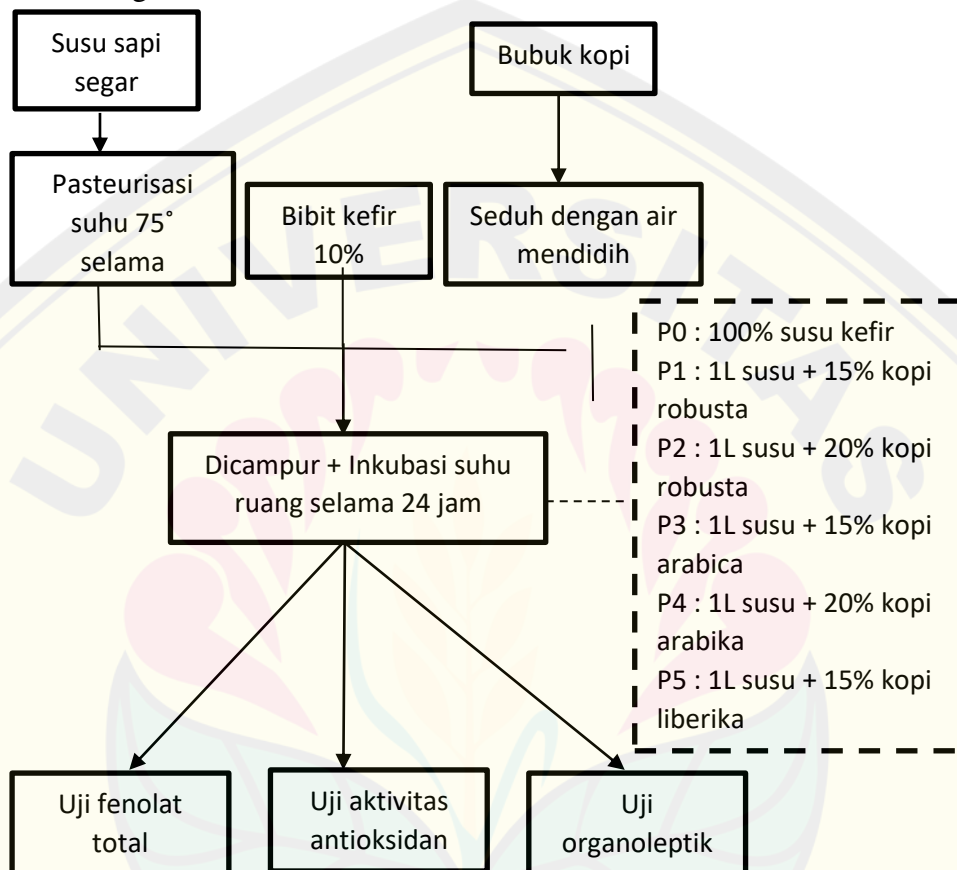 Susu sapi
segar
Bubuk kopi
Pasteurisasi
suhu 75°
selama
Bibit kefir
10%
Seduh dengan air
mendidih
P0 : 100% susu kefir
P1 : 1L susu + 15% kopi
robusta
P2 : 1L susu + 20% kopi
robusta
P3 : 1L susu + 15% kopi
arabica
P4 : 1L susu + 20% kopi
arabika
P5 : 1L susu + 15% kopi
liberika
Dicampur + Inkubasi suhu
ruang selama 24 jam
Uji fenolat
total
Uji aktivitas
antioksidan
Uji
organoleptik
UNIVERSITAS